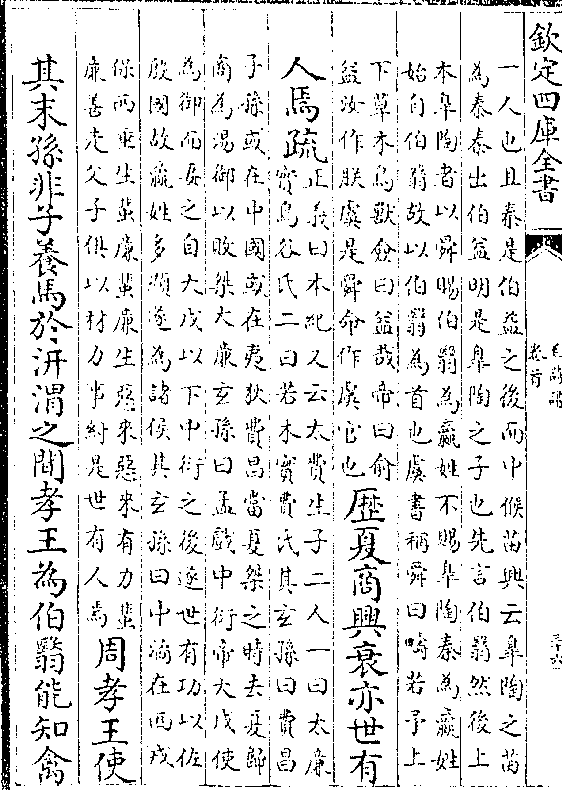 欽定四庫全書
毛詩譜
卷首
三十六
一人也且秦是伯益之後而中候苗興云皐陶之苗
為秦秦出伯益明是皐陶之子也先言伯翳然後上
本皐陶者以舜賜伯翳為嬴姓不賜皐陶秦為嬴姓
始自伯翳故以伯翳為首也虞書稱舜曰疇若予上
下草木鳥獸僉曰益哉帝曰俞
益汝作朕虞是舜命作虞官也
歷夏商興衰亦世有
人焉疏
正義曰本紀又云太費生子二人一曰太廉
實鳥谷氏二曰若木實費氏其玄孫曰費昌
子孫或在中國或在夷狄費昌當夏桀之時去夏歸
商為湯御以敗桀大廉玄孫曰孟戲中衍帝大戊使
為御而妻之自大戊以下中衍之後遂世有功以佐
殷國故嬴姓多顯遂為諸侯其玄孫曰中潏在西戎
保西垂生蜚廉蜚廉生惡來惡來有力蜚
廉善走父子俱以材力事紂是世有人焉
周孝王使
其末孫非子養馬於汧渭之間孝王為伯翳能知禽